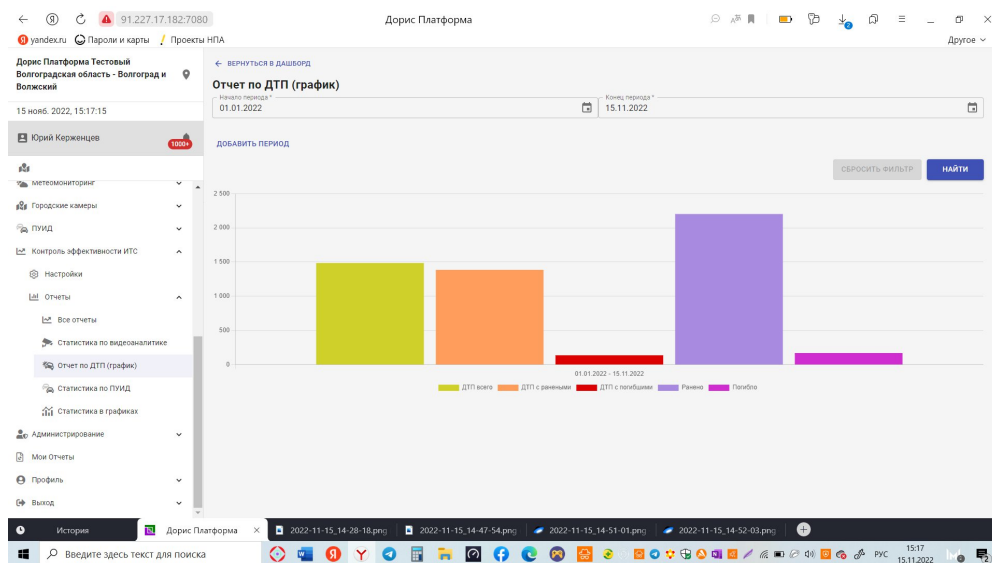 91.227.17.182:7080
Дорис Платформа
yandex.ru Пароли и карты Проекты НПА
Другое
Дорис Платформа Тестовый
Волгоградская область - Волгоград и
Волжский
15 нояб. 2022, 15:17:15
Юрий Керженцев
1000+
Метеомониторинг
Городские камеры
ПУИД
Контроль эффективности ИТС
Настройки
Отчеты
Все отчеты
Статистика по видеоаналитике
Отчет по ДТП (график)
Статистика по ПУИД
Статистика в графиках
Администрирование
Мои Отчеты
Профиль
Выход
ВЕРНУТЬСЯ В ДАШБОРД
Отчет по ДТП (график)
Начало периода *
01.01.2022
Конец периода *
15.11.2022
ДОБАВИТЬ ПЕРИОД
СБРОСИТЬ ФИЛЬТР
НАЙТИ
2 500
2 000
1 500
1 000
500
0
01.01.2022 - 15.11.2022
ДТП всего ДТП с ранеными ДТП с погибшими Ранено Погибло
История
Дорис Платформа
2022-11-15_14-28-18.png
2022-11-15_14-47-54.png
2022-11-15_14-51-01.png
2022-11-15_14-52-03.png
Введите здесь текст для поиска
РУС
15:17
15.11.2022
2